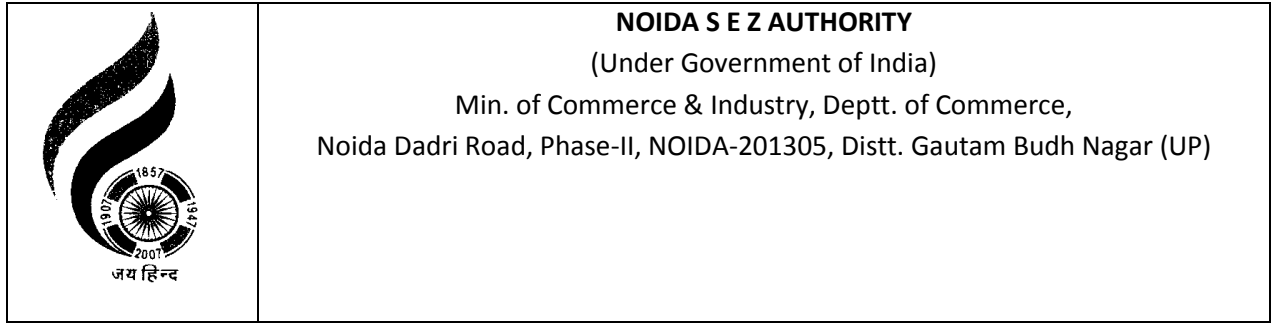 1857
1907
1947
2007
जय हिन्द
NOIDA S E Z AUTHORITY
(Under Government of India)
Min. of Commerce & Industry, Deptt. of Commerce,
Noida Dadri Road, Phase-II, NOIDA-201305, Distt. Gautam Budh Nagar (UP)